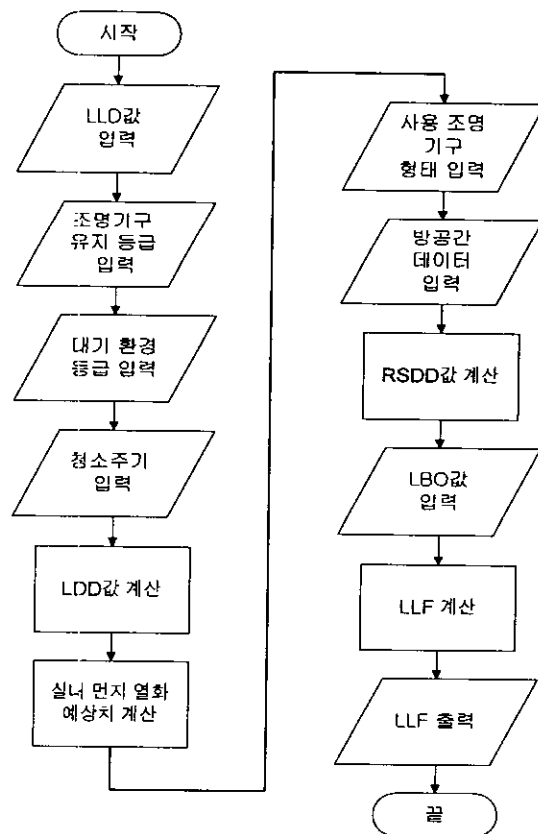 시작
LLD값
입력
조명기구
유지 등급
입력
대기 환경
등급 입력
청소주기
입력
LDD값 계산
실내 먼지 열화
예상치 계산
사용 조명
기구
형태 입력
방공간
데이터
입력
RSDD값 계산
LBO값
입력
LLF 계산
LLF 출력
끝